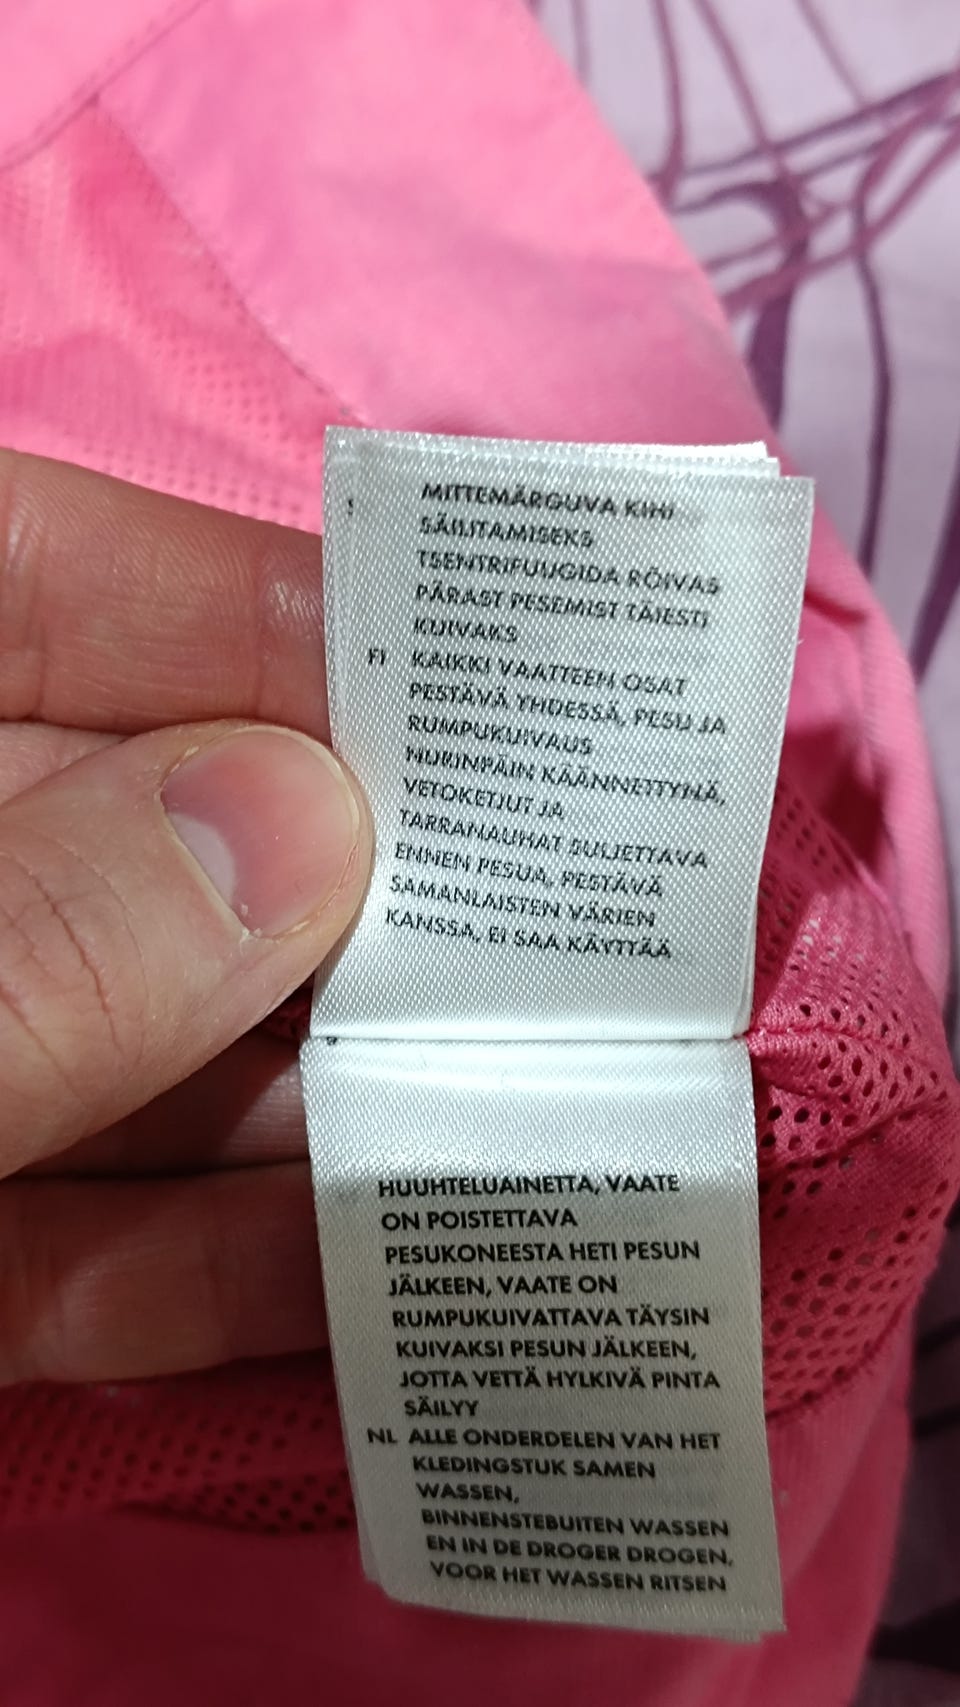 MITTEMÄRGUVA KIHI
SÄILITAMISEKS
TSENTRIFUUGIDA RÕIVAS
PÄRAST PESEMIST TÄIESTI
KUIVAKS
FI KAIKKI VAATTEEN OSAT
PESTÄVÄ YHDESSÄ, PESU JA
RUMPUKUIVAUS
NURINPÄIN KÄÄNNETTYNÄ,
VETOKETJUT JA
TARRANAUHAT SULJETTAVA
ENNEN PESUA, PESTÄVÄ
SAMANLAISTEN VÄRIEN
KANSSA, EI SAA KÄYTTÄÄ
HUUHTELUAINETTA, VAATE
ON POISTETTAVA
PESUKONEESTA HETI PESUN
JÄLKEEN, VAATE ON
RUMPUKUIVATTAVA TÄYSIN
KUIVAKSI PESUN JÄLKEEN,
JOTTA VETTÄ HYLKIVÄ PINTA
SÄILYY
NL ALLE ONDERDELEN VAN HET
KLEDINGSTUK SAMEN
WASSEN,
BINNENSTEBUITEN WASSEN
EN IN DE DROGER DROGEN,
VOOR HET WASSEN RITSEN